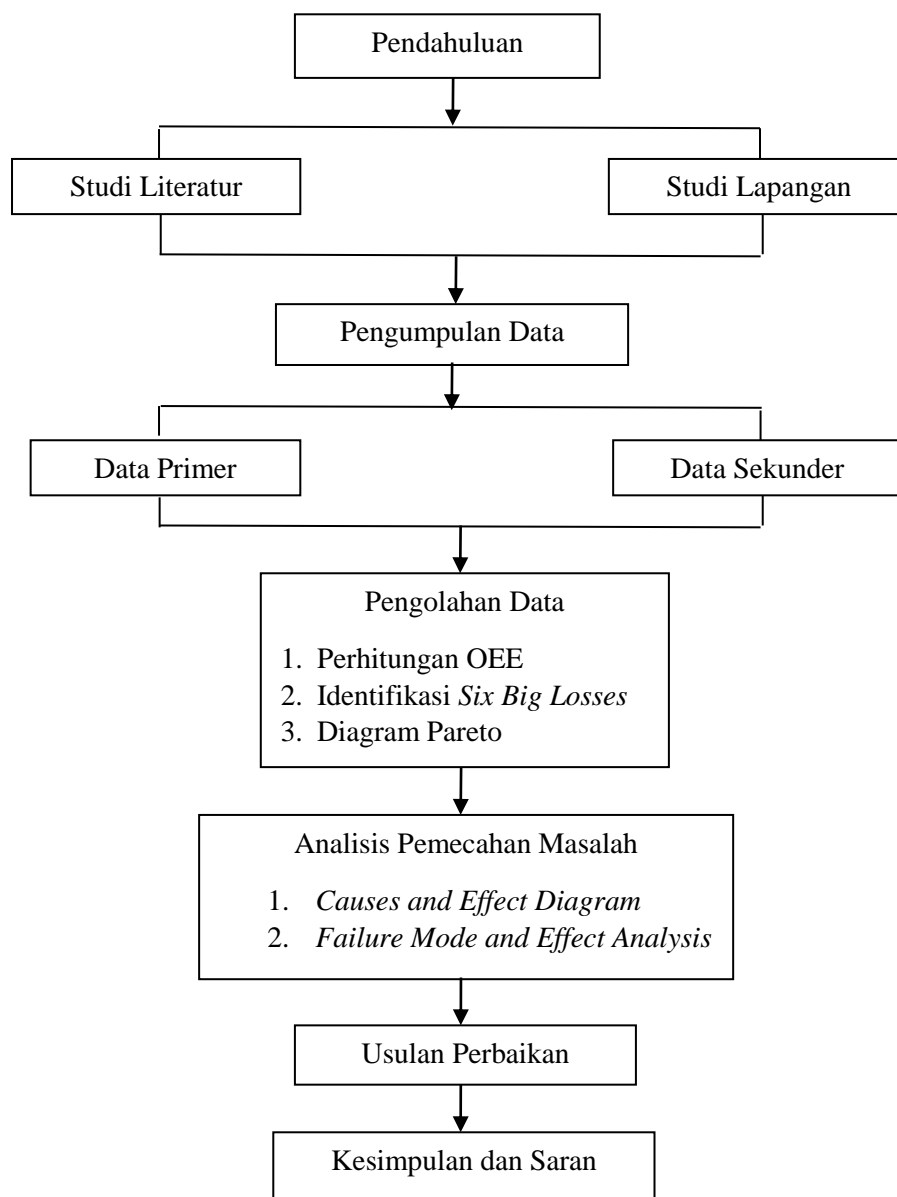 Pendahuluan
Studi Literatur
Studi Lapangan
Pengumpulan Data
Data Primer
Data Sekunder
Pengolahan Data
1. Perhitungan OEE
2. Identifikasi Six Big Losses
3. Diagram Pareto
Analisis Pemecahan Masalah
1. Causes and Effect Diagram
2. Failure Mode and Effect Analysis
Usulan Perbaikan
Kesimpulan dan Saran